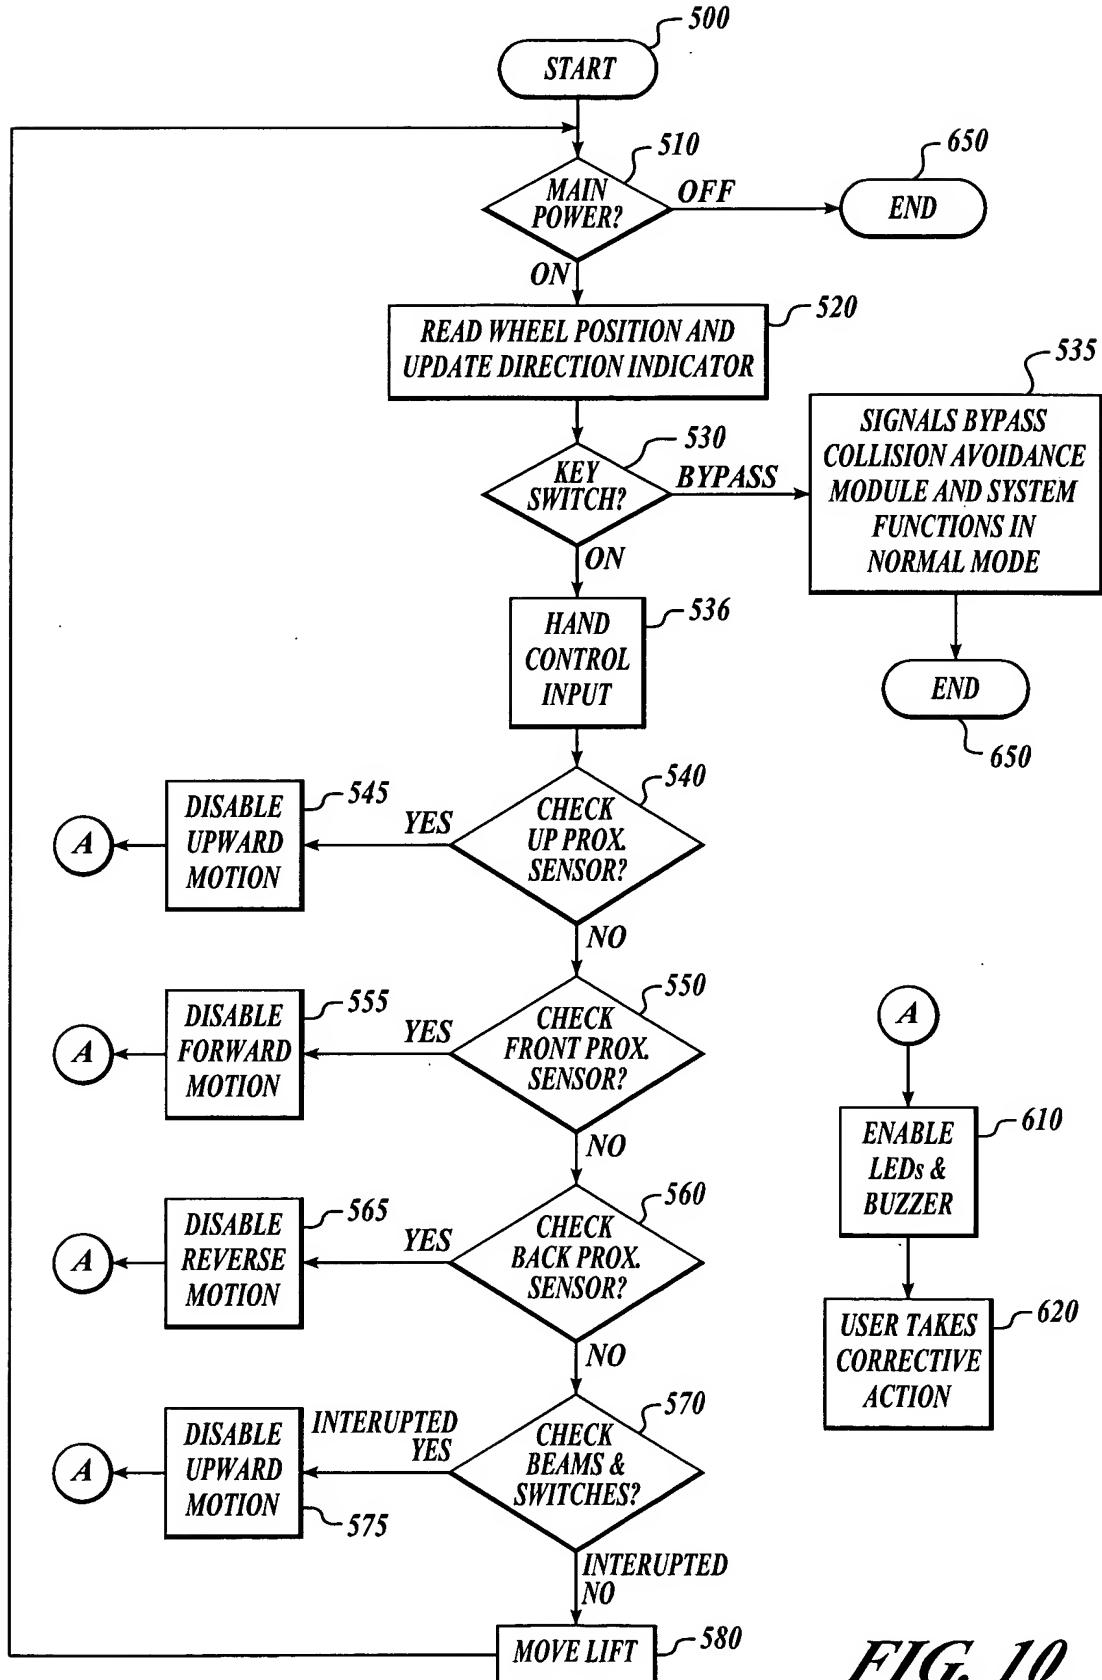 500
START
510
MAIN
POWER?
OFF
650
END
ON
520
READ WHEEL POSITION AND
UPDATE DIRECTION INDICATOR
535
SIGNALS BYPASS
COLLISION AVOIDANCE
MODULE AND SYSTEM
FUNCTIONS IN
NORMAL MODE
530
KEY
SWITCH?
BYPASS
ON
536
HAND
CONTROL
INPUT
END
650
540
CHECK
UP PROX.
SENSOR?
YES
545
DISABLE
UPWARD
MOTION
A
NO
550
CHECK
FRONT PROX.
SENSOR?
YES
555
DISABLE
FORWARD
MOTION
A
NO
A
610
ENABLE
LEDs &
BUZZER
560
CHECK
BACK PROX.
SENSOR?
YES
565
DISABLE
REVERSE
MOTION
A
NO
620
USER TAKES
CORRECTIVE
ACTION
570
CHECK
BEAMS &
SWITCHES?
INTERUPTED
YES
DISABLE
UPWARD
MOTION
575
A
INTERUPTED
NO
MOVE LIFT
580
FIG. 10